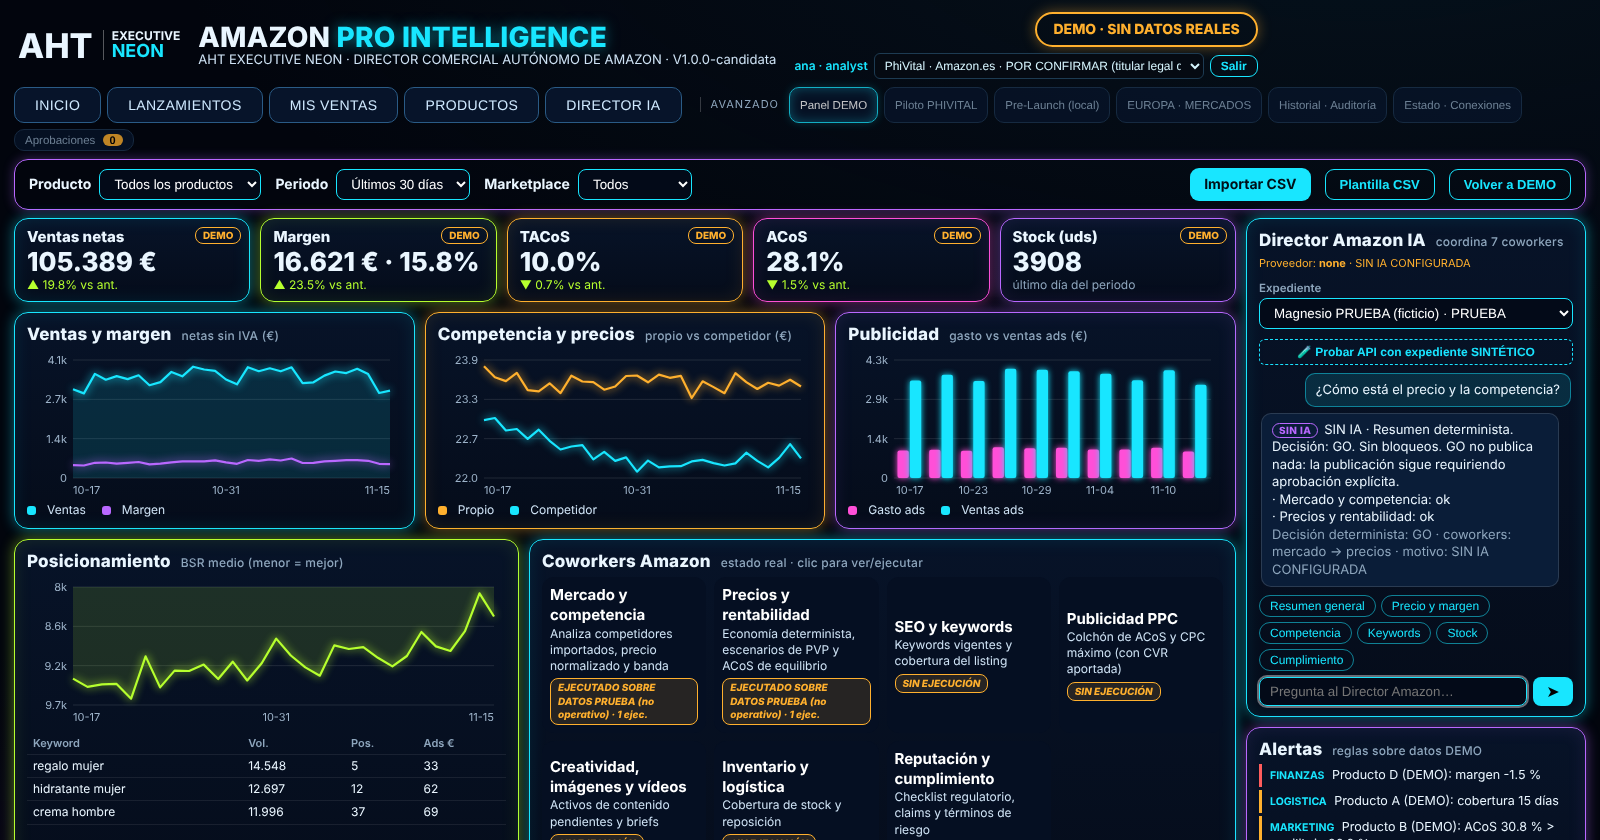 AHT EXECUTIVE NEON
AMAZON PRO INTELLIGENCE
AHT EXECUTIVE NEON · DIRECTOR COMERCIAL AUTÓNOMO DE AMAZON · V1.0.0-candidata
DEMO · SIN DATOS REALES
ana · analyst PhiVital · Amazon.es · POR CONFIRMAR (titular legal Salir
INICIO LANZAMIENTOS MIS VENTAS PRODUCTOS DIRECTOR IA AVANZADO Panel DEMO Piloto PHIVITAL Pre-Launch (local) EUROPA · MERCADOS Historial · Auditoría Estado · Conexiones
Aprobaciones 0
Producto Todos los productos Periodo Últimos 30 días Marketplace Todos Importar CSV Plantilla CSV Volver a DEMO
Ventas netas DEMO
105.389 €
▲ 19.8% vs ant.
Margen DEMO
16.621 € · 15.8%
▲ 23.5% vs ant.
TACoS DEMO
10.0%
▼ 0.7% vs ant.
ACoS DEMO
28.1%
▼ 1.5% vs ant.
Stock (uds) DEMO
3908
último día del periodo
Ventas y margen netas sin IVA (€)
4.1k
2.7k
1.4k
0
10-17 10-31 11-15
Ventas Margen
Competencia y precios propio vs competidor (€)
23.9
23.3
22.7
22.0
10-17 10-31 11-15
Propio Competidor
Publicidad gasto vs ventas ads (€)
4.3k
2.9k
1.4k
0
10-17 10-23 10-29 11-04 11-10
Gasto ads Ventas ads
Posicionamiento BSR medio (menor = mejor)
8k
8.6k
9.2k
9.7k
10-17 10-31 11-15
Keyword Vol. Pos. Ads €
regalo mujer 14.548 5 33
hidratante mujer 12.697 12 62
crema hombre 11.996 37 69
Coworkers Amazon estado real · clic para ver/ejecutar
Mercado y
competencia
Analiza competidores
importados, precio
normalizado y banda
EJECUTADO SOBRE
DATOS PRUEBA (no
operativo) · 1 ejec.
Precios y
rentabilidad
Economía determinista,
escenarios de PVP y
ACoS de equilibrio
EJECUTADO SOBRE
DATOS PRUEBA (no
operativo) · 1 ejec.
SEO y keywords
Keywords vigentes y
cobertura del listing
SIN EJECUCIÓN
Publicidad PPC
Colchón de ACoS y CPC
máximo (con CVR
aportada)
SIN EJECUCIÓN
Creatividad,
imágenes y vídeos
Activos de contenido
pendientes y briefs
Inventario y
logística
Cobertura de stock y
reposición
Reputación y
cumplimiento
Checklist regulatorio,
claims y términos de
riesgo
Director Amazon IA coordina 7 coworkers
Proveedor: none · SIN IA CONFIGURADA
Expediente
Magnesio PRUEBA (ficticio) · PRUEBA
🧪 Probar API con expediente SINTÉTICO
¿Cómo está el precio y la competencia?
SIN IA SIN IA · Resumen determinista.
Decisión: GO. Sin bloqueos. GO no publica
nada: la publicación sigue requiriendo
aprobación explícita.
· Mercado y competencia: ok
· Precios y rentabilidad: ok
Decisión determinista: GO · coworkers:
mercado → precios · motivo: SIN IA
CONFIGURADA
Resumen general Precio y margen
Competencia Keywords Stock
Cumplimiento
Pregunta al Director Amazon… ➤
Alertas reglas sobre datos DEMO
FINANZAS Producto D (DEMO): margen -1.5 %
LOGISTICA Producto A (DEMO): cobertura 15 días
MARKETING Producto B (DEMO): ACoS 30.8 % >